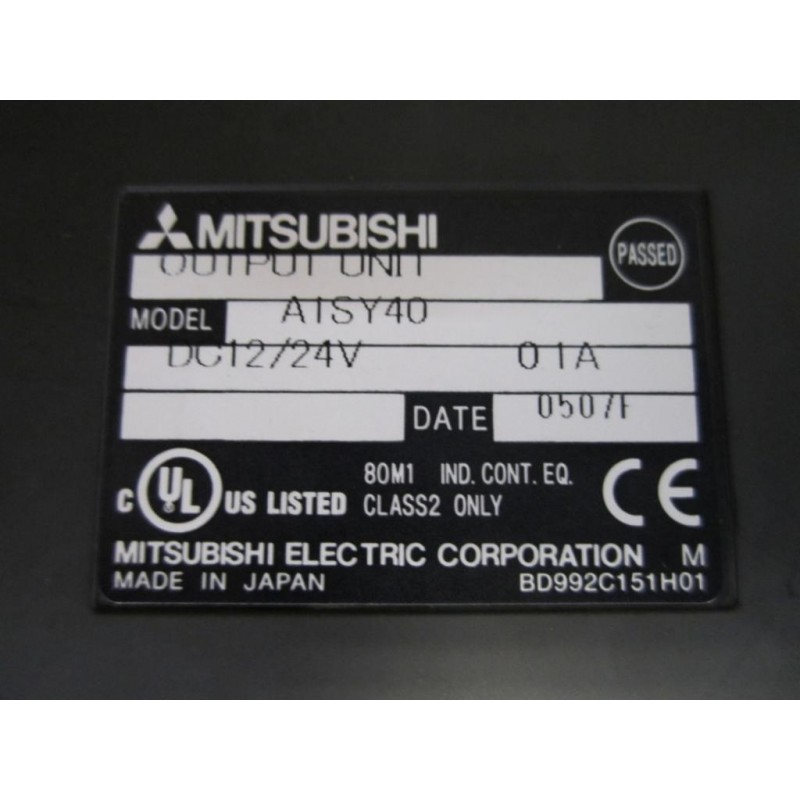 MITSUBISHI
PASSED
OUTPUT UNIT
MODEL A1SY40
DC12/24V 0.1A
DATE 0507F
C UL US LISTED 80M1 IND. CONT. EQ.
CLASS2 ONLY
CE
MITSUBISHI ELECTRIC CORPORATION M
MADE IN JAPAN BD992C151H01